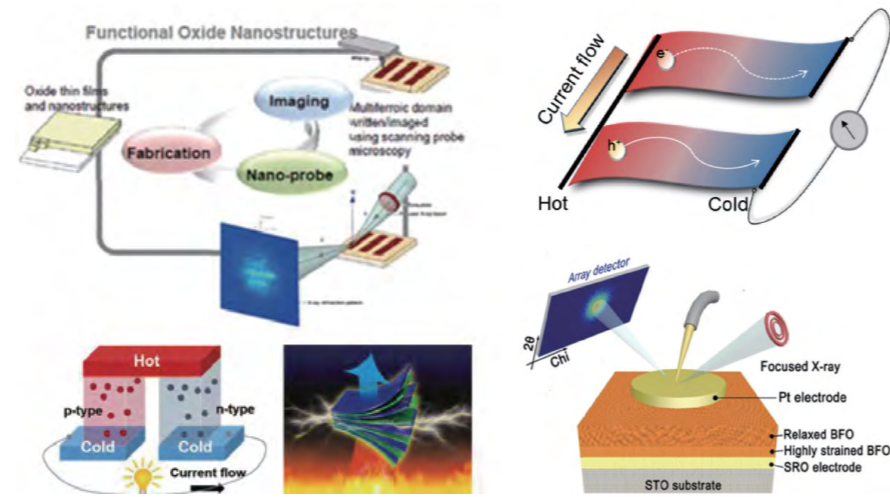 Functional Oxide Nanostructures
Oxide thin films
and nanostructures
Imaging
Fabrication
Nano-probe
Multiferroic domain
written/imaged
using scanning probe
microscopy
e-
Current flow
h+
Hot
Cold
Hot
p-type
n-type
Cold
Cold
Current flow
Array detector
2θ
Chi
Focused X-ray
Pt electrode
Relaxed BFO
Highly strained BFO
SRO electrode
STO substrate